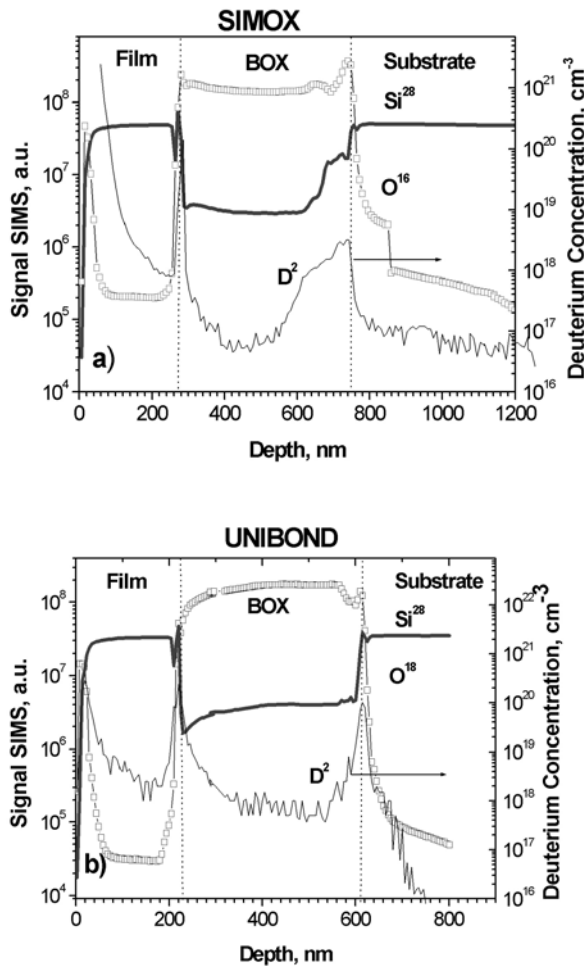 SIMOX
Film BOX Substrate
Si28
O16
D2
a)
Signal SIMS, a.u.
10^8
10^7
10^6
10^5
10^4
Deuterium Concentration, cm-3
10^21
10^20
10^19
10^18
10^17
10^16
0 200 400 600 800 1000 1200
Depth, nm
UNIBOND
Film BOX Substrate
Si28
O18
D2
b)
Signal SIMS, a.u.
10^8
10^7
10^6
10^5
10^4
Deuterium Concentration, cm-3
10^22
10^21
10^20
10^19
10^18
10^17
10^16
0 200 400 600 800
Depth, nm